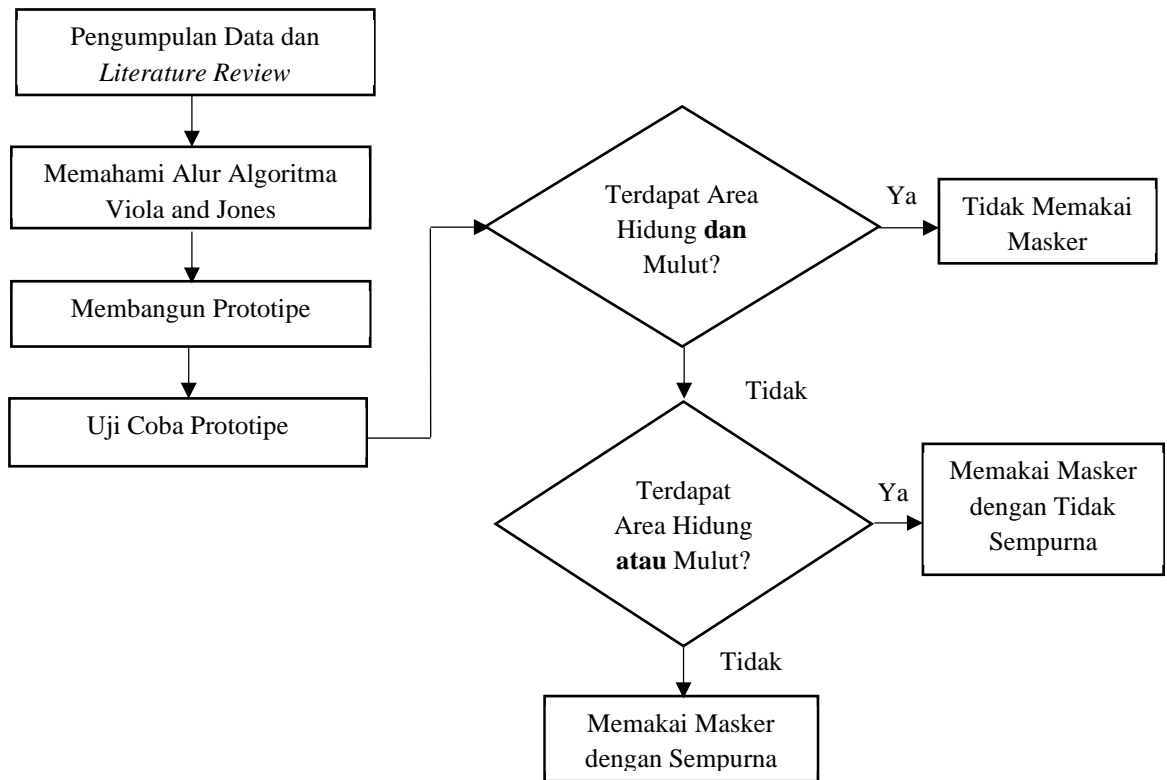 Pengumpulan Data dan
Literature Review
Memahami Alur Algoritma
Viola and Jones
Membangun Prototipe
Uji Coba Prototipe
Terdapat Area
Hidung dan
Mulut?
Ya
Tidak Memakai
Masker
Tidak
Terdapat
Area Hidung
atau Mulut?
Ya
Memakai Masker
dengan Tidak
Sempurna
Tidak
Memakai Masker
dengan Sempurna